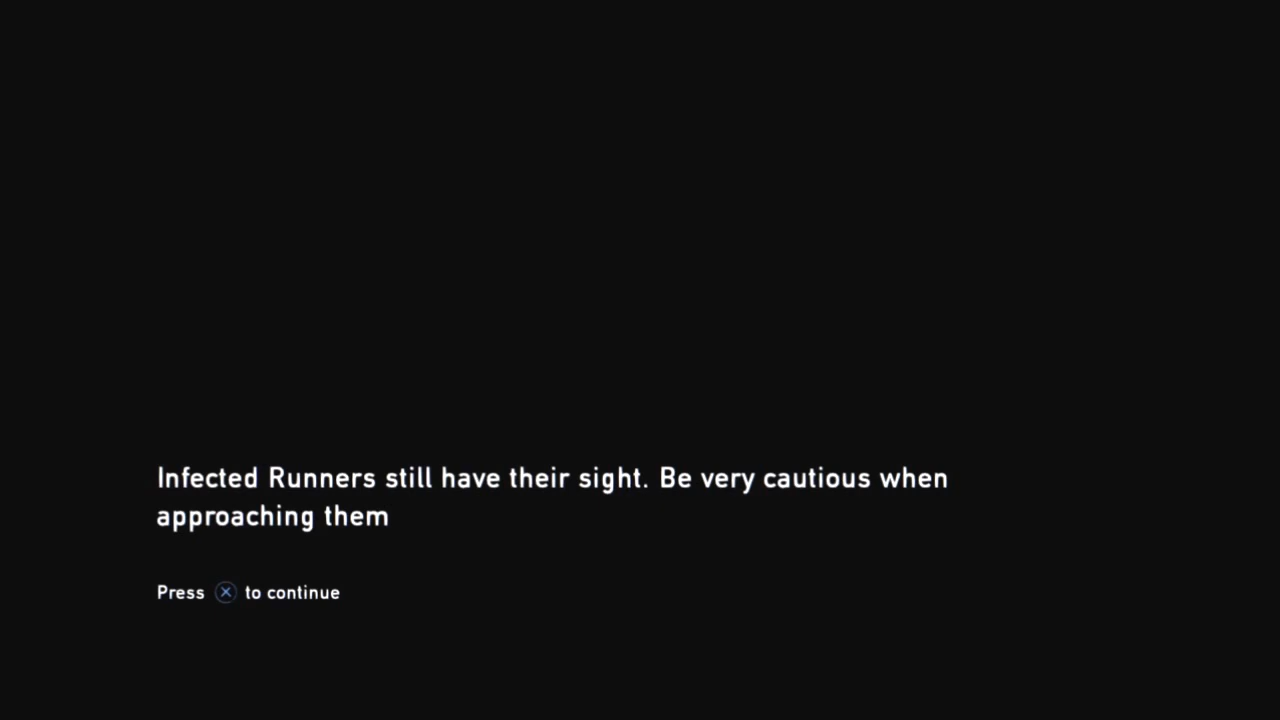 Infected Runners still have their sight. Be very cautious when
approaching them
Press ⓧ to continue